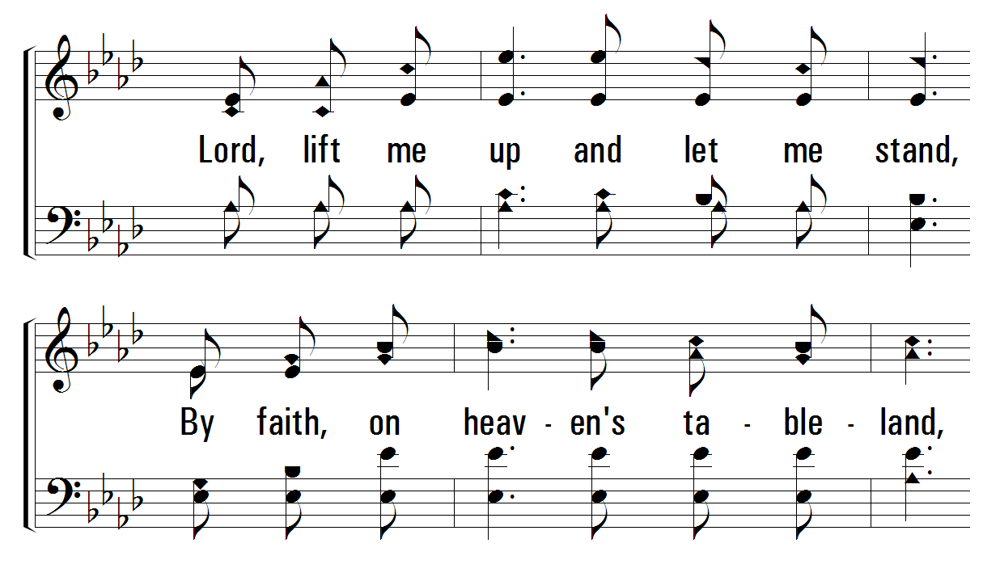 Lord, lift me up and let me stand,
By faith, on heav - en's ta - ble - land,